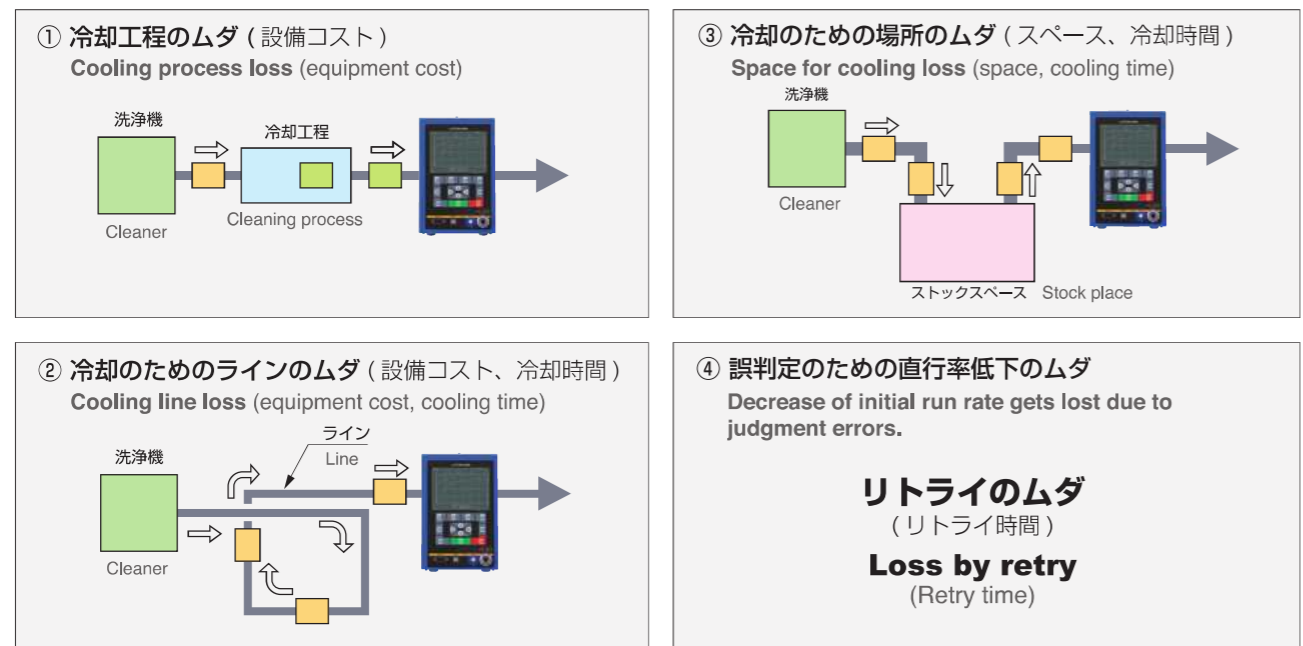 ① 冷却工程のムダ ( 設備コスト )
Cooling process loss (equipment cost)
洗浄機
冷却工程
Cleaner
Cleaning process
② 冷却のためのラインのムダ ( 設備コスト、冷却時間 )
Cooling line loss (equipment cost, cooling time)
洗浄機
ライン
Line
Cleaner
③ 冷却のための場所のムダ ( スペース、冷却時間 )
Space for cooling loss (space, cooling time)
洗浄機
Cleaner
ストックスペース Stock place
④ 誤判定のための直行率低下のムダ
Decrease of initial run rate gets lost due to
judgment errors.
リトライのムダ
( リトライ時間 )
Loss by retry
(Retry time)